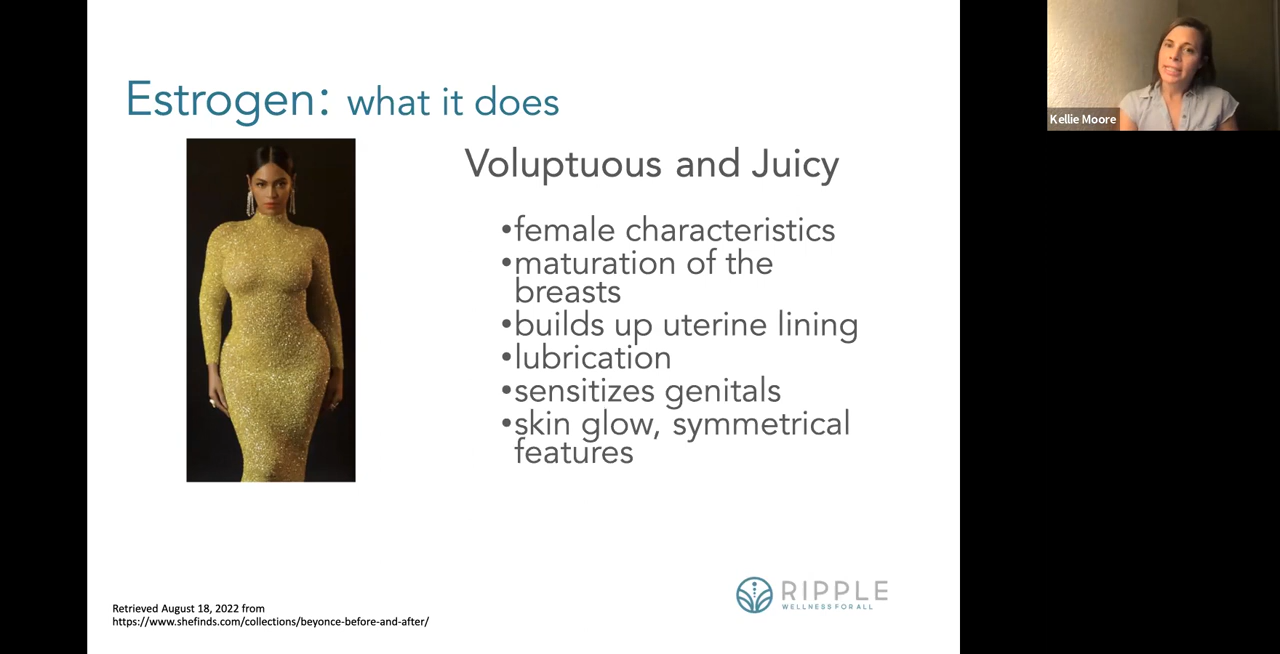 Estrogen: what it does
Voluptuous and Juicy
•female characteristics
•maturation of the
breasts
•builds up uterine lining
•lubrication
•sensitizes genitals
•skin glow, symmetrical
features
Retrieved August 18, 2022 from
https://www.shefinds.com/collections/beyonce-before-and-after/
RIPPLE
WELLNESS FOR ALL
Kellie Moore